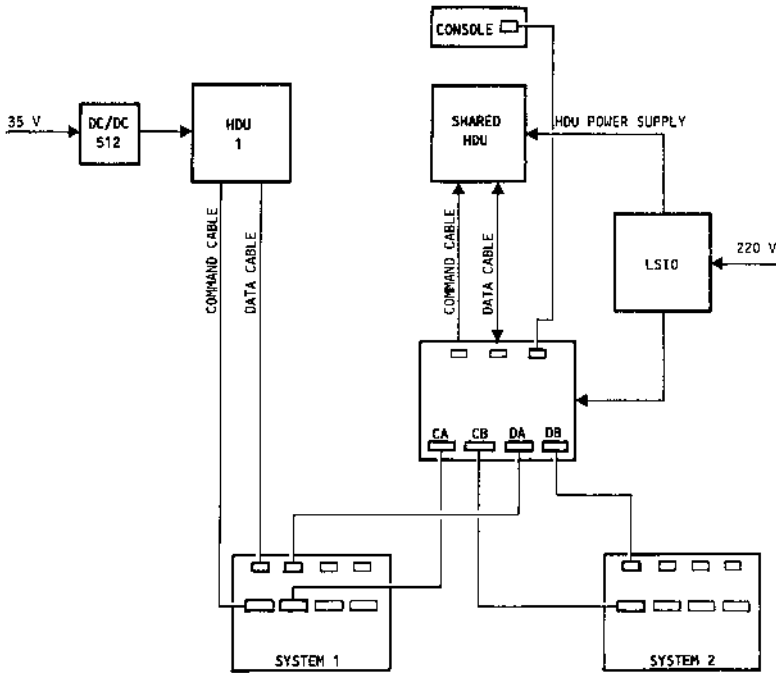 CONSOLE
35 V
DC/DC
512
HDU
1
SHARED
HDU
HDU POWER SUPPLY
COMMAND CABLE
DATA CABLE
COMMAND CABLE
DATA CABLE
LSIO
220 V
CA CB DA DB
SYSTEM 1
SYSTEM 2